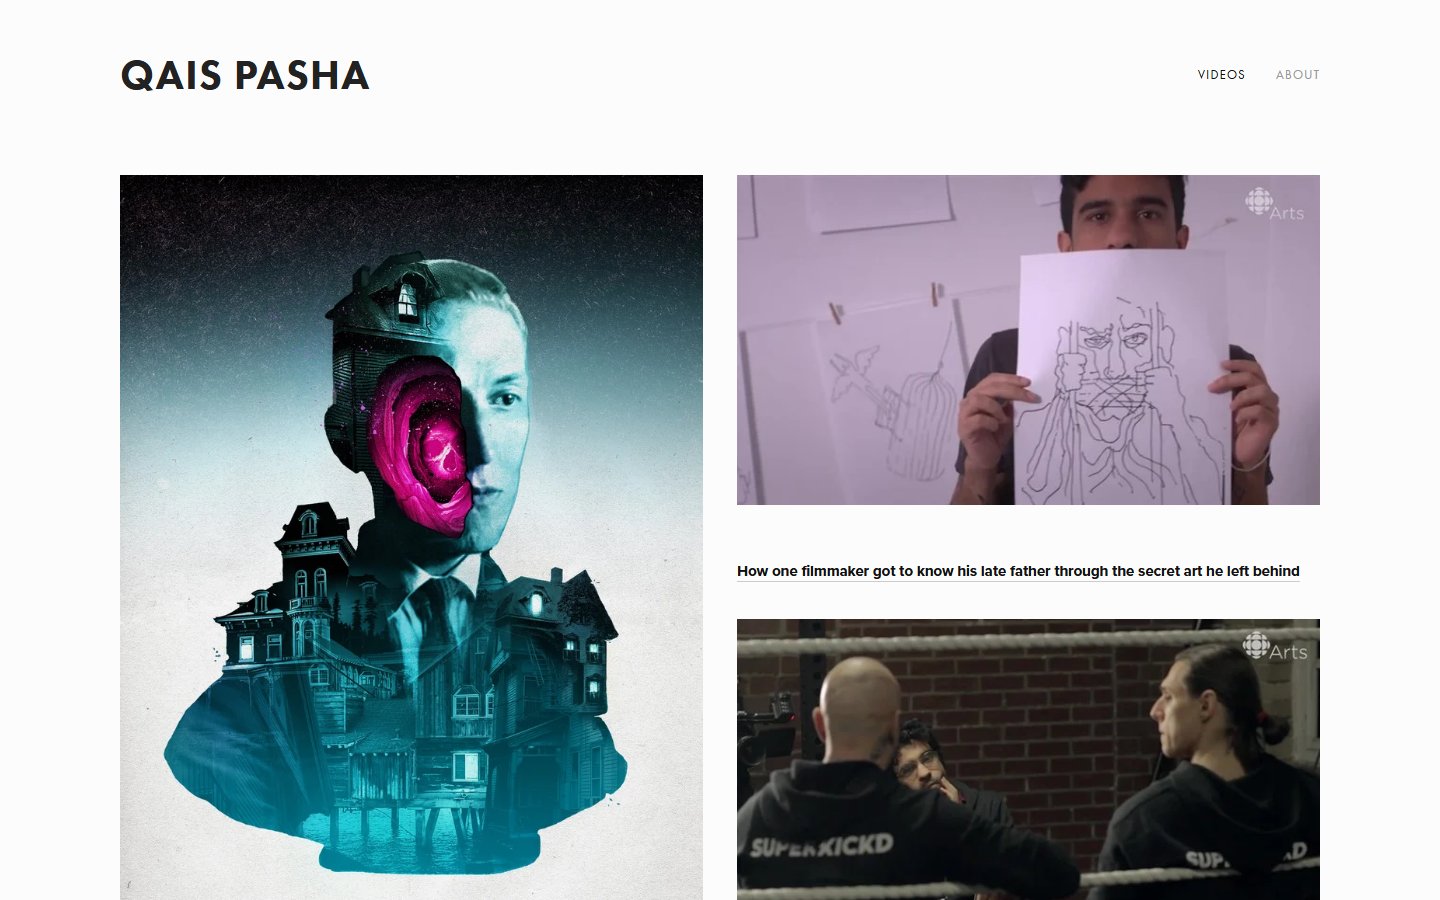 QAIS PASHA
VIDEOS
ABOUT
Arts
How one filmmaker got to know his late father through the secret art he left behind
Arts
SUPERKICKD